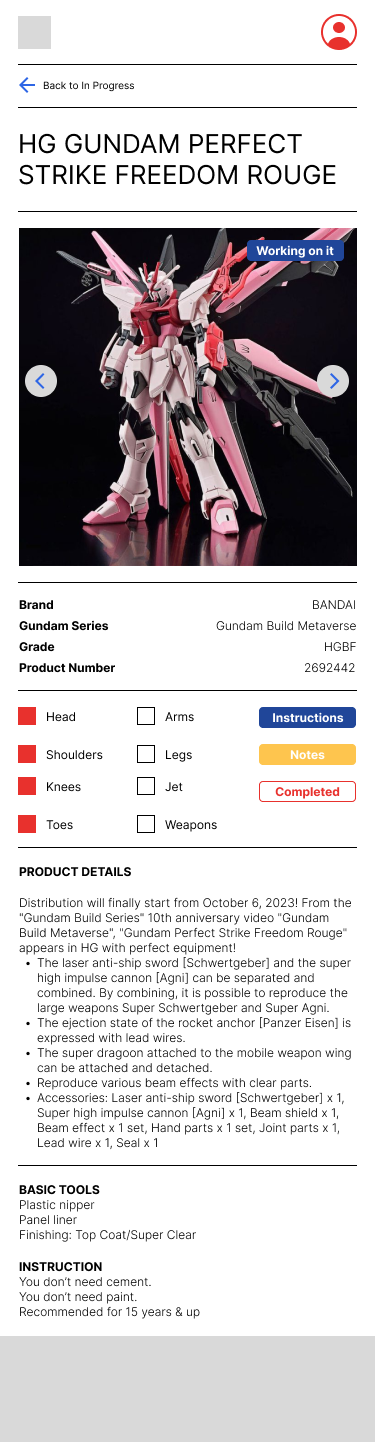 Back to In Progress
HG GUNDAM PERFECT
STRIKE FREEDOM ROUGE
Working on it
Brand BANDAI
Gundam Series Gundam Build Metaverse
Grade HGBF
Product Number 2692442
Head Arms Instructions
Shoulders Legs Notes
Knees Jet Completed
Toes Weapons
PRODUCT DETAILS
Distribution will finally start from October 6, 2023! From the
"Gundam Build Series" 10th anniversary video "Gundam
Build Metaverse", "Gundam Perfect Strike Freedom Rouge"
appears in HG with perfect equipment!
• The laser anti-ship sword [Schwertgeber] and the super
high impulse cannon [Agni] can be separated and
combined. By combining, it is possible to reproduce the
large weapons Super Schwertgeber and Super Agni.
• The ejection state of the rocket anchor [Panzer Eisen] is
expressed with lead wires.
• The super dragoon attached to the mobile weapon wing
can be attached and detached.
• Reproduce various beam effects with clear parts.
• Accessories: Laser anti-ship sword [Schwertgeber] x 1,
Super high impulse cannon [Agni] x 1, Beam shield x 1,
Beam effect x 1 set, Hand parts x 1 set, Joint parts x 1,
Lead wire x 1, Seal x 1
BASIC TOOLS
Plastic nipper
Panel liner
Finishing: Top Coat/Super Clear
INSTRUCTION
You don't need cement.
You don't need paint.
Recommended for 15 years & up